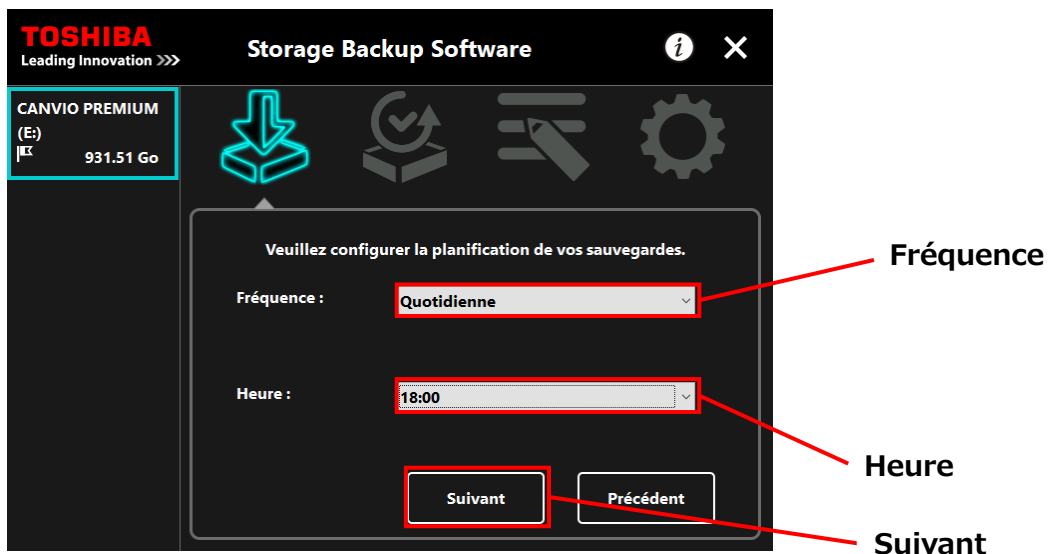 TOSHIBA
Leading Innovation >>>
Storage Backup Software
i
CANVIO PREMIUM
(E:)
931.51 Go
Veuillez configurer la planification de vos sauvegardes.
Fréquence :
Quotidienne
Fréquence
Heure :
18:00
Heure
Suivant
Précédent
Suivant